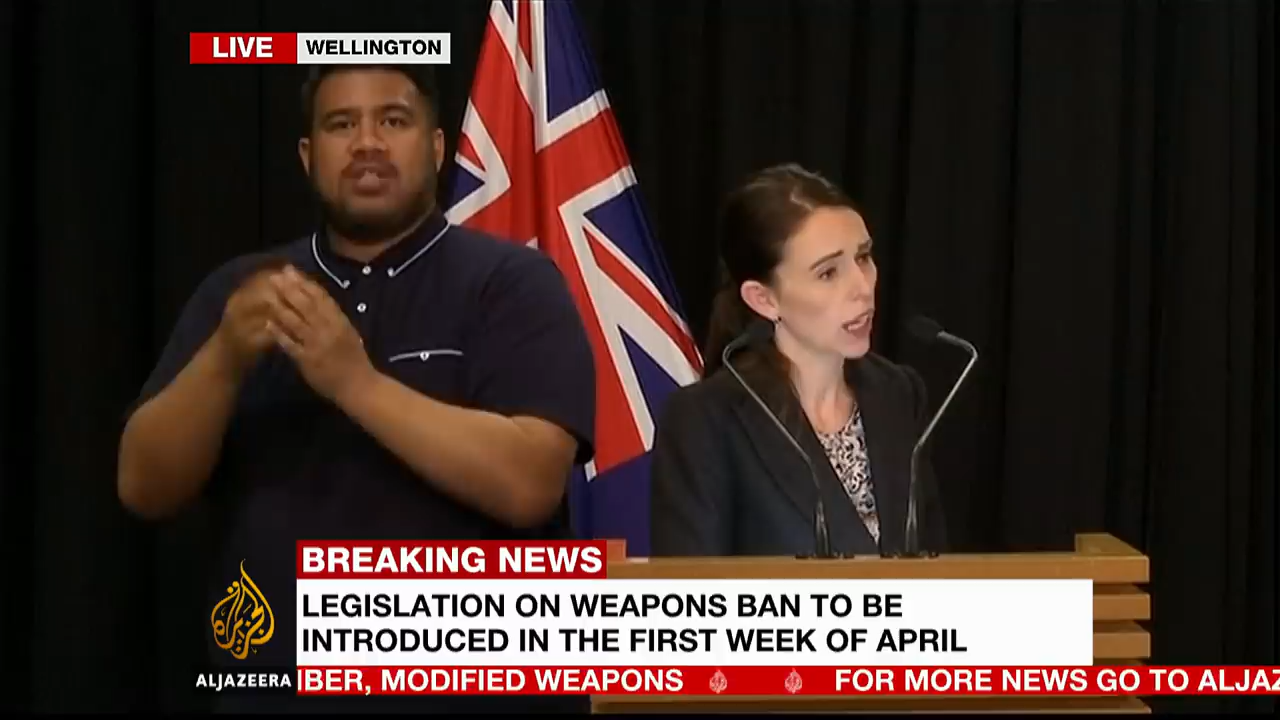 LIVE WELLINGTON
BREAKING NEWS
LEGISLATION ON WEAPONS BAN TO BE
INTRODUCED IN THE FIRST WEEK OF APRIL
الجزيرة
ALJAZEERA
IBER, MODIFIED WEAPONS FOR MORE NEWS GO TO ALJAZ